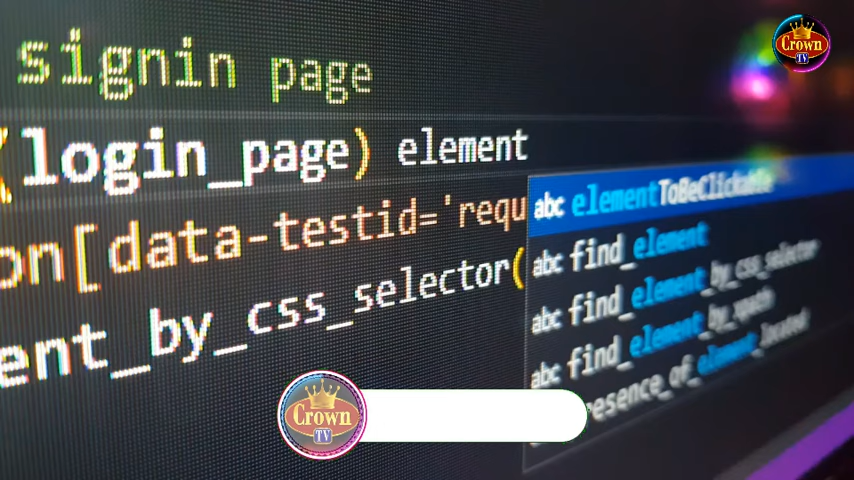 signin page
Crown
TV
(login_page) element
on[data-testid='requ
abc elementToBeClickable
ent_by_css_selector(
abc find_element
abc find_element_by_css_selector
abc find_element_by_xpath
abc
resence_of_element_located
Crown
TV